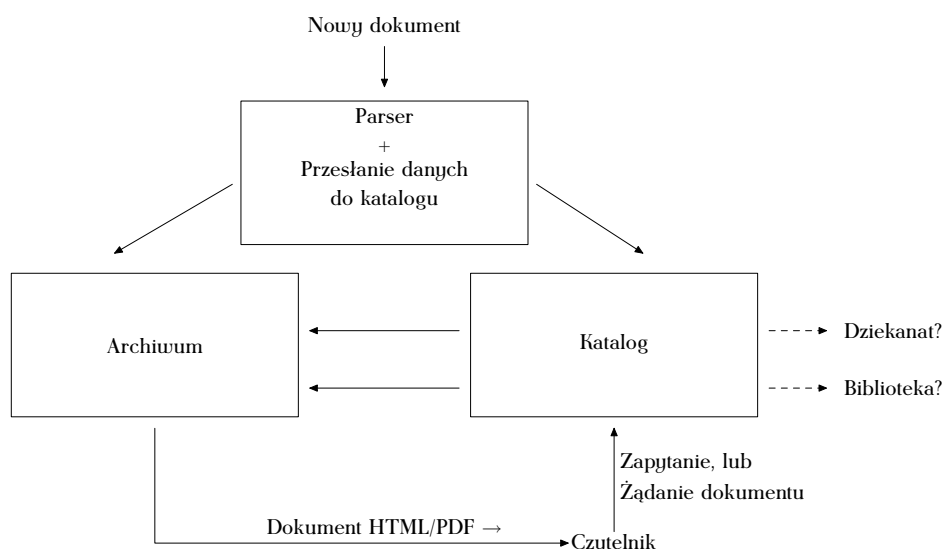 Nowy dokument
Parser
+
Przesłanie danych
do katalogu
Archiwum
Katalog
Dziekanat?
Biblioteka?
Zapytanie, lub
Żądanie dokumentu
Dokument HTML/PDF →
Czutelnik